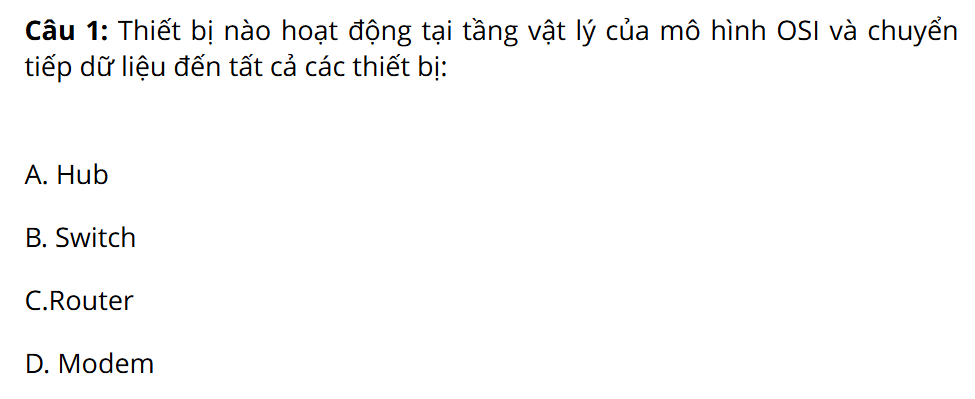 Câu 1: Thiết bị nào hoạt động tại tầng vật lý của mô hình OSI và chuyển
tiếp dữ liệu đến tất cả các thiết bị:
A. Hub
B. Switch
C.Router
D. Modem